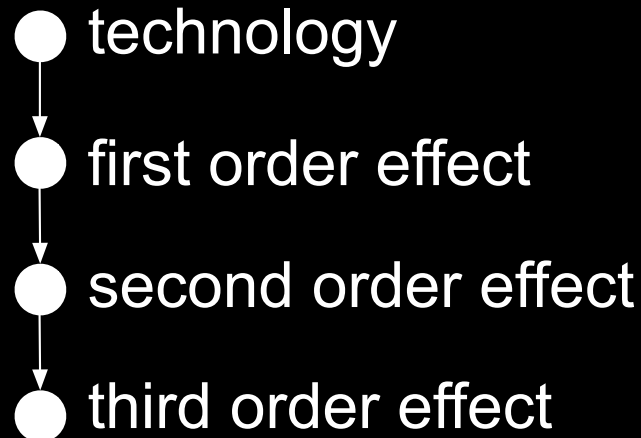 technology
first order effect
second order effect
third order effect